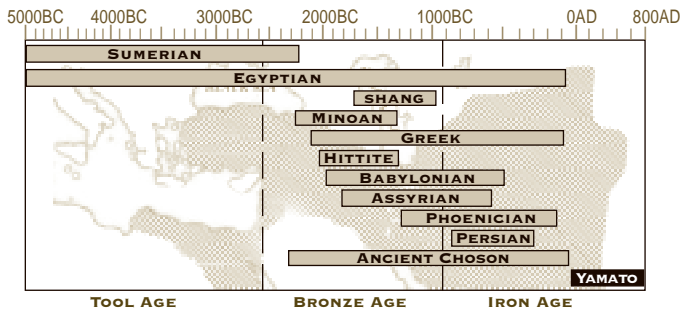 5000BC 4000BC 3000BC 2000BC 1000BC 0AD 800AD
SUMERIAN
EGYPTIAN
SHANG
MINOAN
GREEK
HITTITE
BABYLONIAN
ASSYRIAN
PHOENICIAN
PERSIAN
ANCIENT CHOSON
YAMATO
TOOL AGE BRONZE AGE IRON AGE